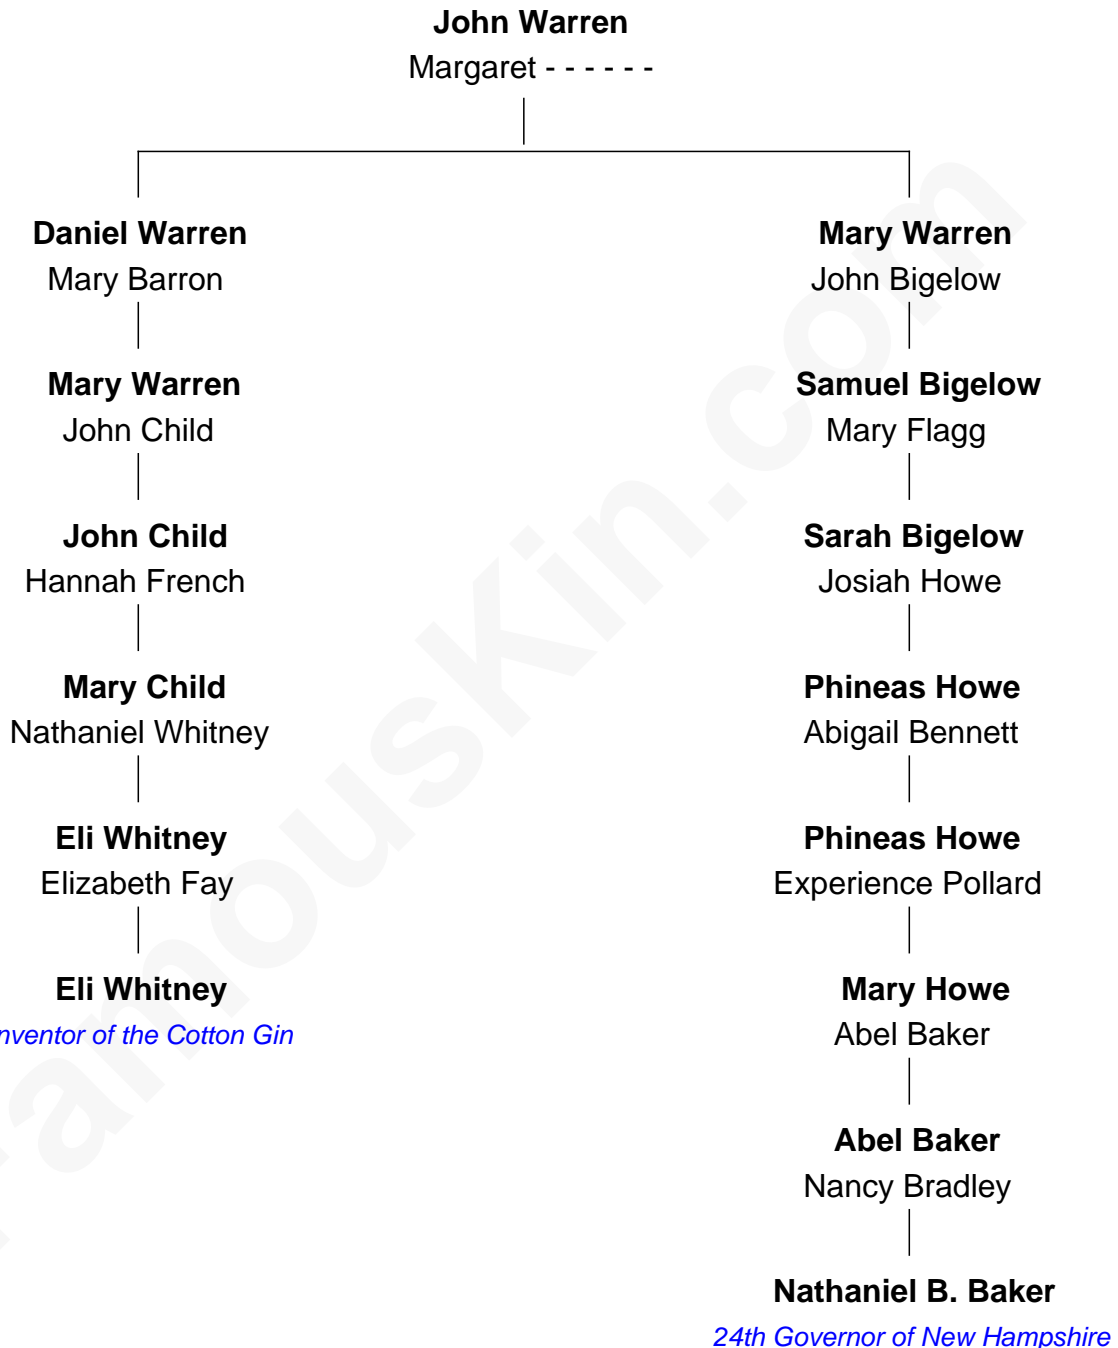 John Warren
Margaret - - - - - -
Daniel Warren
Mary Barron
Mary Warren
John Bigelow
Mary Warren
John Child
Samuel Bigelow
Mary Flagg
John Child
Hannah French
Sarah Bigelow
Josiah Howe
Mary Child
Nathaniel Whitney
Phineas Howe
Abigail Bennett
Eli Whitney
Elizabeth Fay
Phineas Howe
Experience Pollard
Eli Whitney
nventor of the Cotton Gin
Mary Howe
Abel Baker
Abel Baker
Nancy Bradley
Nathaniel B. Baker
24th Governor of New Hampshire
FamousKin.com